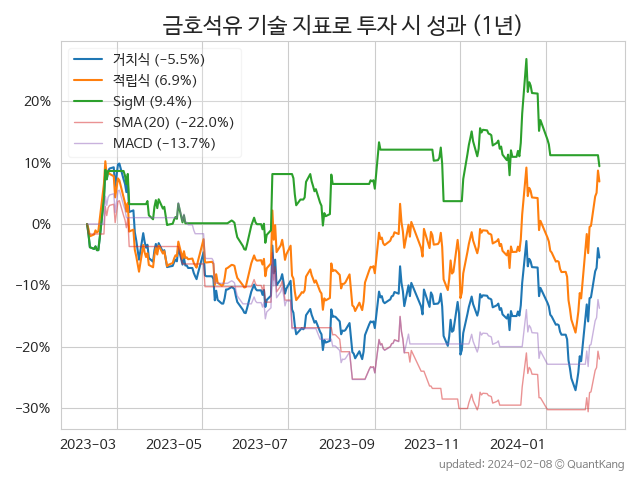 금호석유 기술 지표로 투자 시 성과 (1년)
거치식 (−5.5%)
적립식 (6.9%)
SigM (9.4%)
SMA(20) (−22.0%)
MACD (−13.7%)
20%
10%
0%
−10%
−20%
−30%
2023-03 2023-05 2023-07 2023-09 2023-11 2024-01
updated: 2024-02-08 © QuantKang